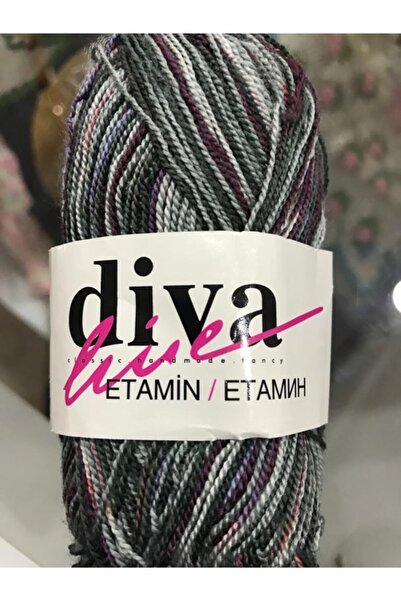 diva
line
classic.handmade.fancy
ETAMİN / ЕТАМИН